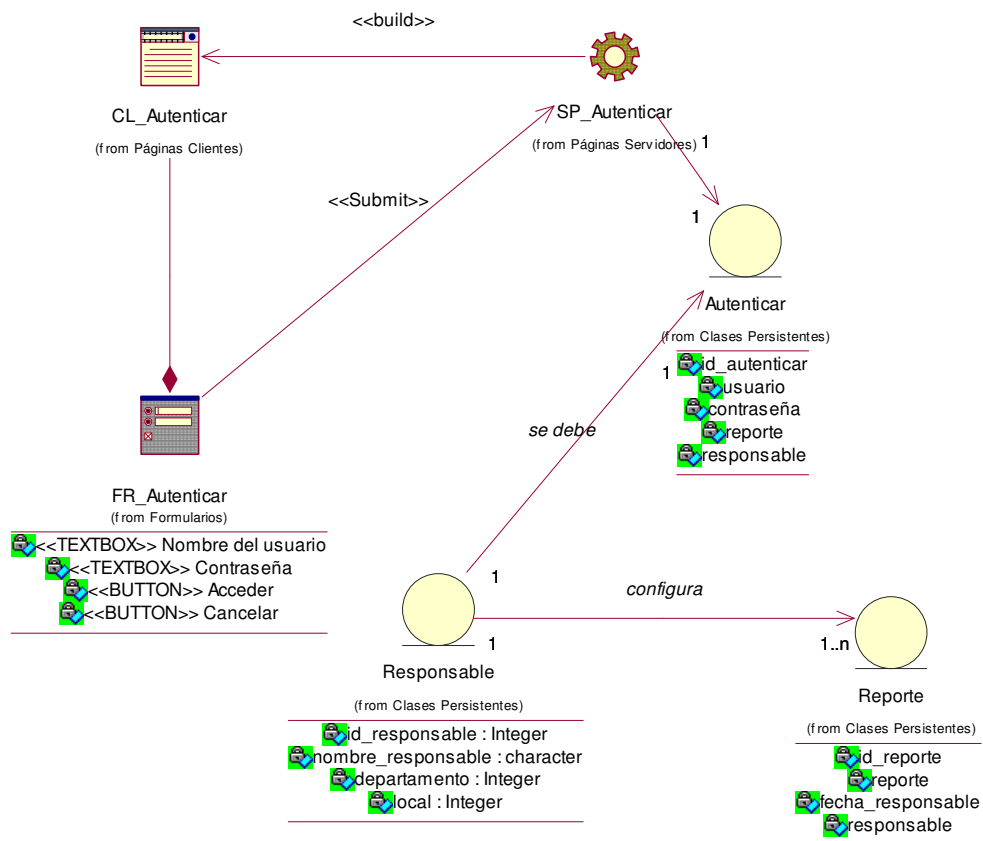 <<build>>
CL_Autenticar
(from Páginas Clientes)
SP_Autenticar
(from Páginas Servidores)
1
<<Submit>>
1
Autenticar
(from Clases Persistentes)
id_autenticar
usuario
contraseña
reporte
responsable
1
se debe
FR_Autenticar
(from Formularios)
<<TEXTBOX>> Nombre del usuario
<<TEXTBOX>> Contraseña
<<BUTTON>> Acceder
<<BUTTON>> Cancelar
1
configura
1
1..n
Responsable
(from Clases Persistentes)
id_responsable : Integer
nombre_responsable : character
departamento : Integer
local : Integer
Reporte
(from Clases Persistentes)
id_reporte
reporte
fecha_responsable
responsable